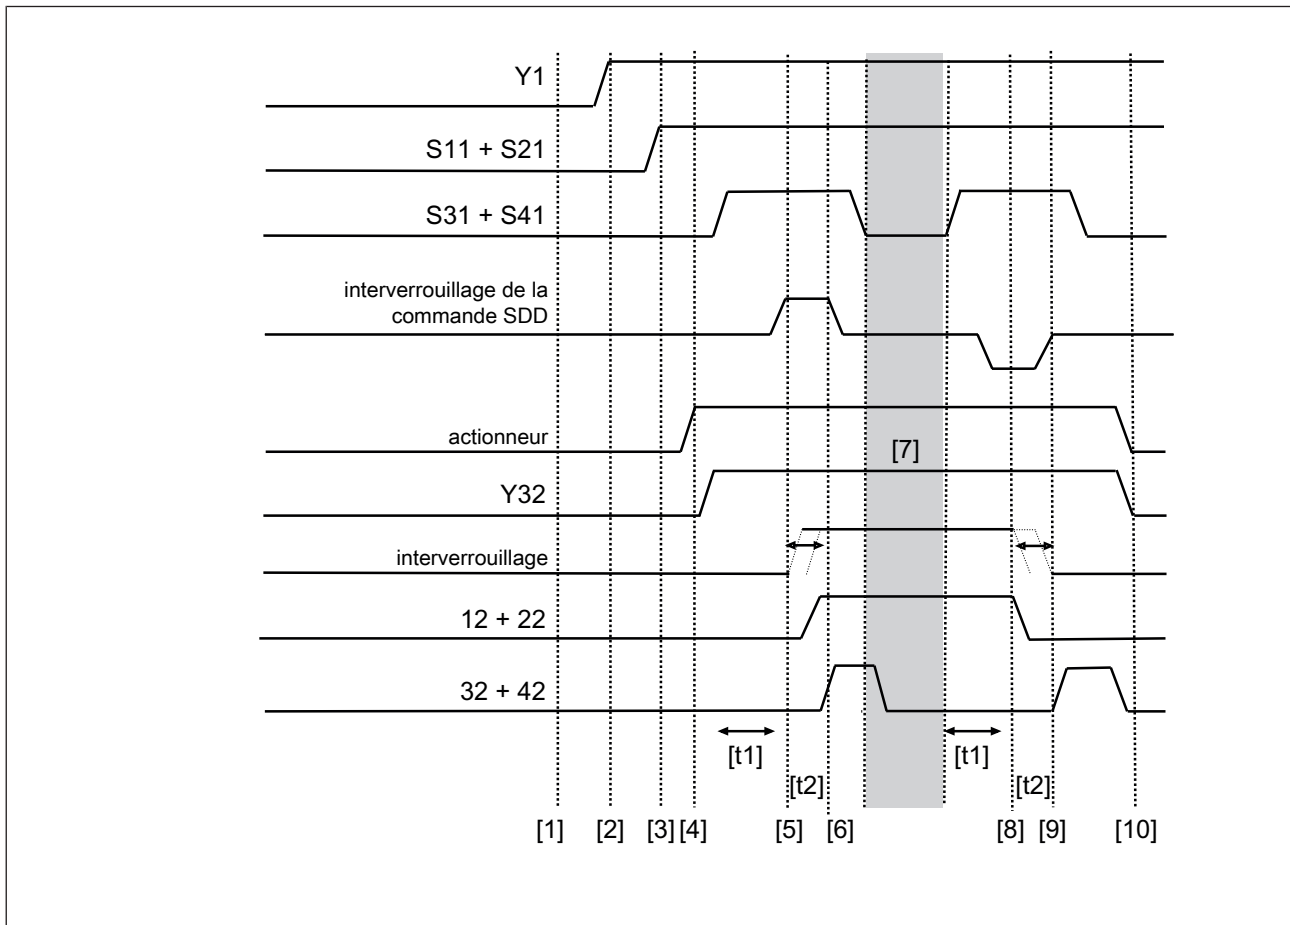 Y1
S11 + S21
S31 + S41
interverrouillage de la
commande SDD
actionneur
[7]
Y32
interverrouillage
12 + 22
32 + 42
[t1] [t1]
[t2] [t2]
[1] [2] [3] [4] [5] [6] [8] [9] [10]